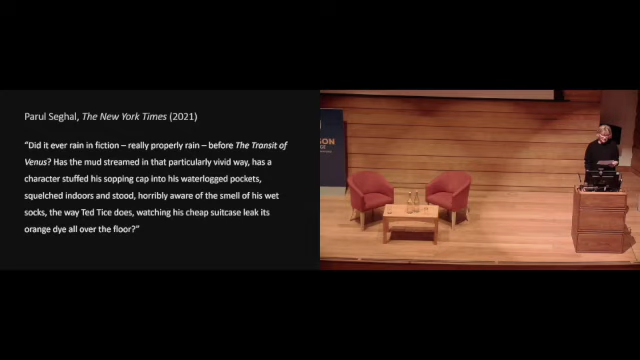 Parul Seghal, The New York Times (2021)
“Did it ever rain in fiction – really properly rain – before The Transit of
Venus? Has the mud streamed in that particularly vivid way, has a
character stuffed his sopping cap into his waterlogged pockets,
squelched indoors and stood, horribly aware of the smell of his wet
socks, the way Ted Tice does, watching his cheap suitcase leak its
orange dye all over the floor?”
SON